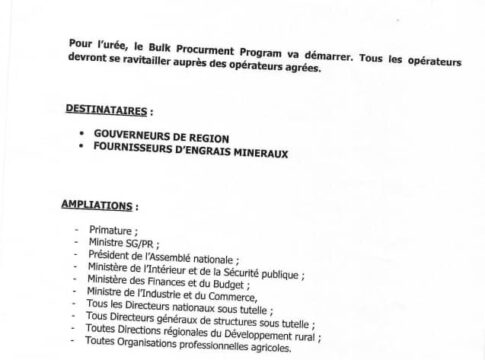 Pour l'urée, le Bulk Procurment Program va démarrer. Tous les opérateurs
devront se ravitailler auprès des opérateurs agrées.
DESTINATAIRES :
• GOUVERNEURS DE REGION
• FOURNISSEURS D'ENGRAIS MINERAUX
AMPLIATIONS :
- Primature ;
- Ministre SG/PR ;
- Président de l'Assemblé nationale ;
- Ministère de l'Intérieur et de la Sécurité publique ;
- Ministère des Finances et du Budget ;
- Ministre de l'Industrie et du Commerce,
- Tous les Directeurs nationaux sous tutelle ;
- Tous Directeurs généraux de structures sous tutelle ;
- Toutes Directions régionales du Développement rural ;
- Toutes Organisations professionnelles agricoles.